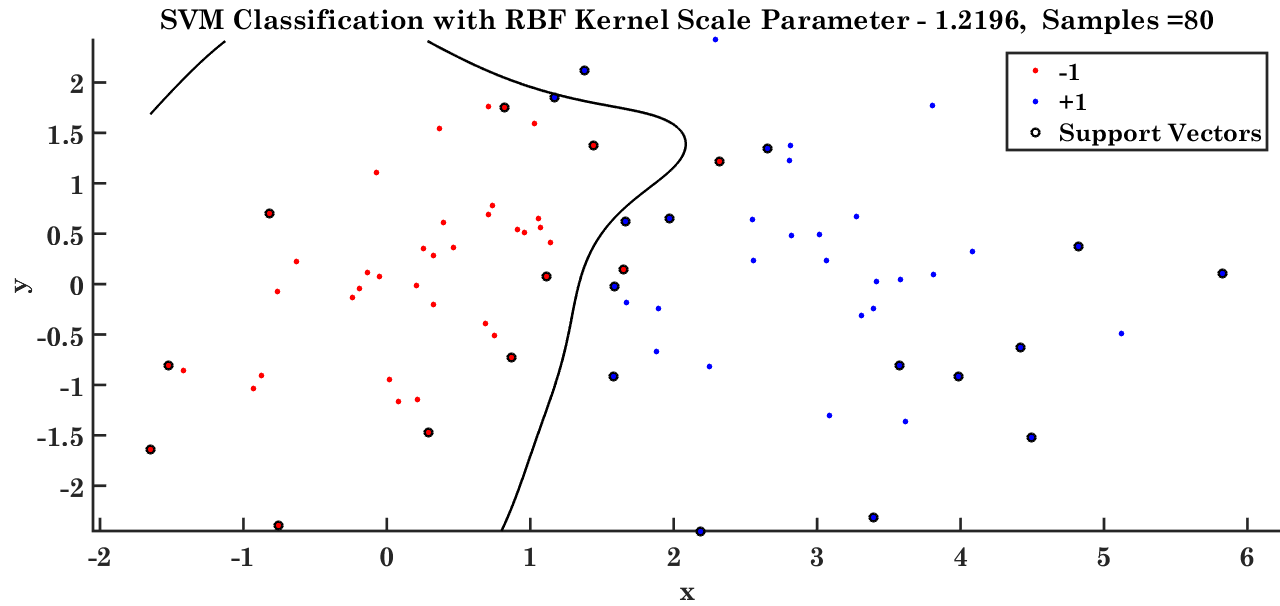 SVM Classification with RBF Kernel Scale Parameter - 1.2196,  Samples =80
-1
+1
Support Vectors
2
1.5
1
0.5
0
-0.5
-1
-1.5
-2
y
-2 -1 0 1 2 3 4 5 6
x